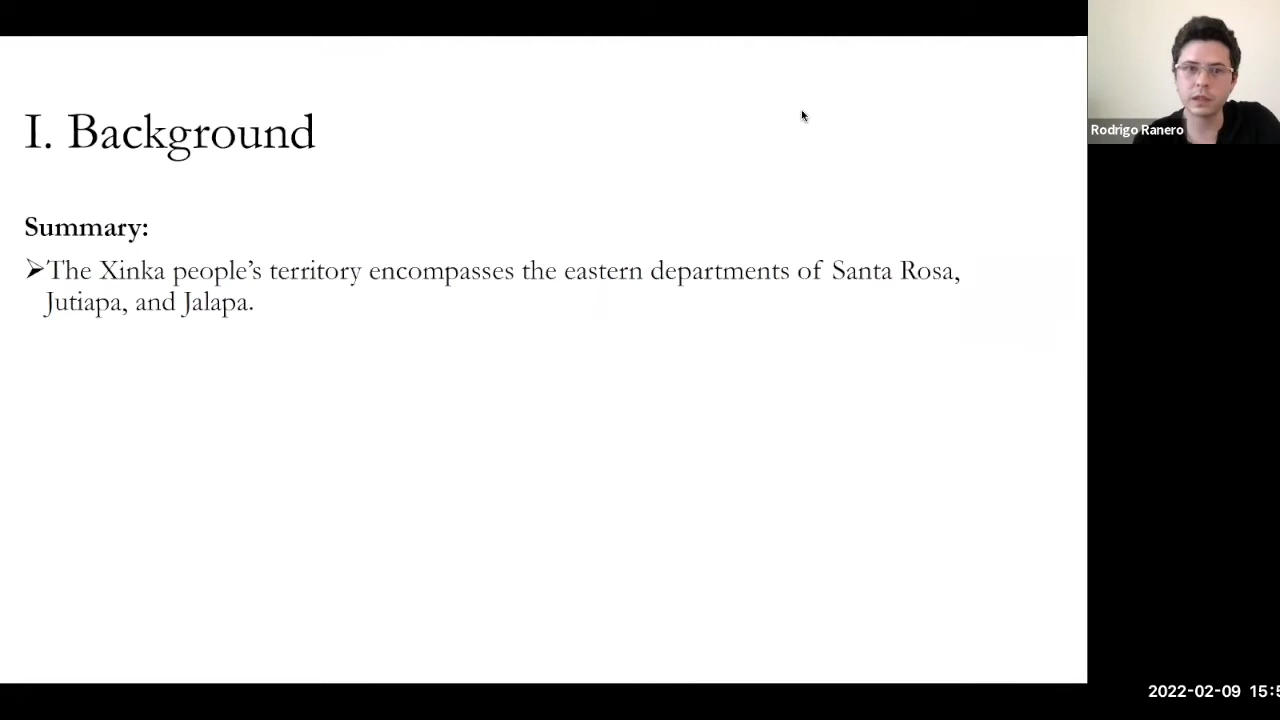 I. Background
Summary:
➤The Xinka people’s territory encompasses the eastern departments of Santa Rosa,
Jutiapa, and Jalapa.
Rodrigo Ranero
2022-02-09 15:5